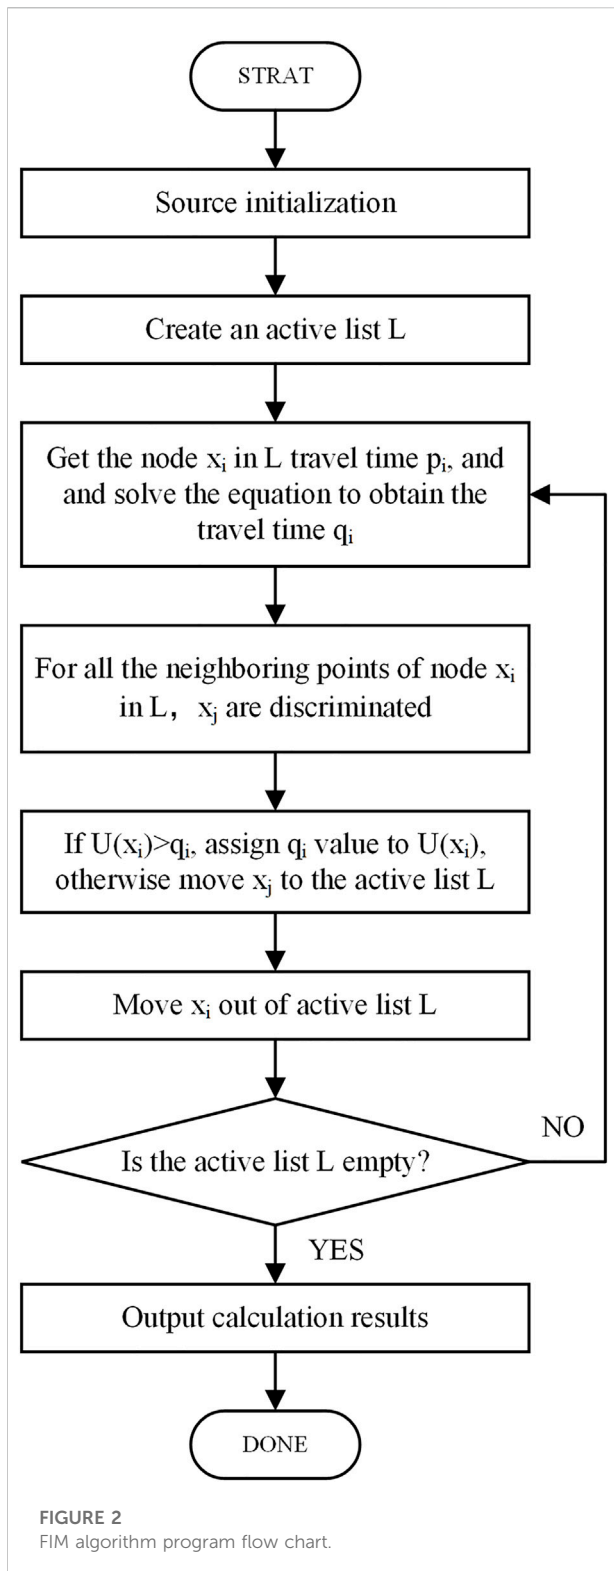 STRAT
Source initialization
Create an active list L
Get the node xᵢ in L travel time pᵢ, and
and solve the equation to obtain the
travel time qᵢ
For all the neighboring points of node xᵢ
in L，xⱼ are discriminated
If U(xᵢ)>qᵢ, assign qᵢ value to U(xᵢ),
otherwise move xⱼ to the active list L
Move xᵢ out of active list L
Is the active list L empty?
NO
YES
Output calculation results
DONE
FIGURE 2
FIM algorithm program flow chart.